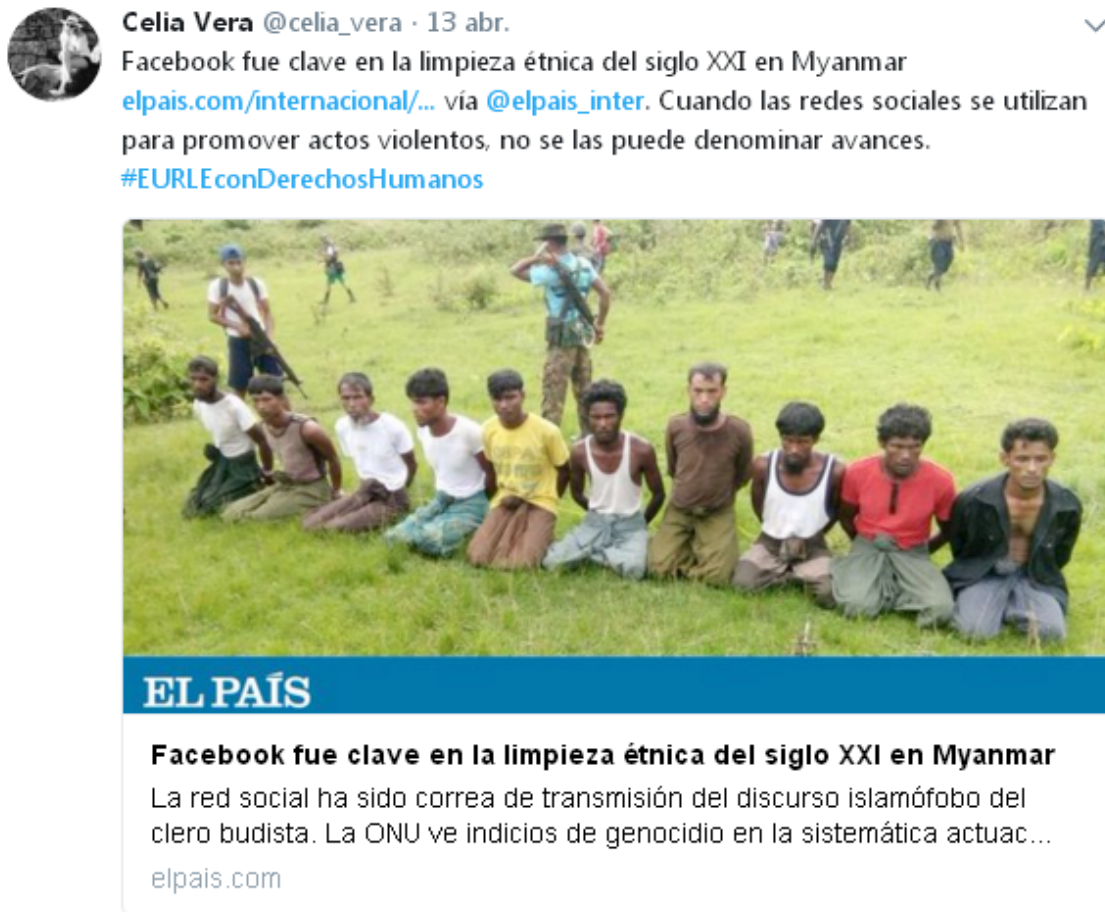 Celia Vera @celia_vera · 13 abr.
Facebook fue clave en la limpieza étnica del siglo XXI en Myanmar
elpais.com/internacional/... vía @elpais_inter. Cuando las redes sociales se utilizan
para promover actos violentos, no se las puede denominar avances.
#EURLEconDerechosHumanos
EL PAÍS
Facebook fue clave en la limpieza étnica del siglo XXI en Myanmar
La red social ha sido correa de transmisión del discurso islamófobo del
clero budista. La ONU ve indicios de genocidio en la sistemática actuac...
elpais.com